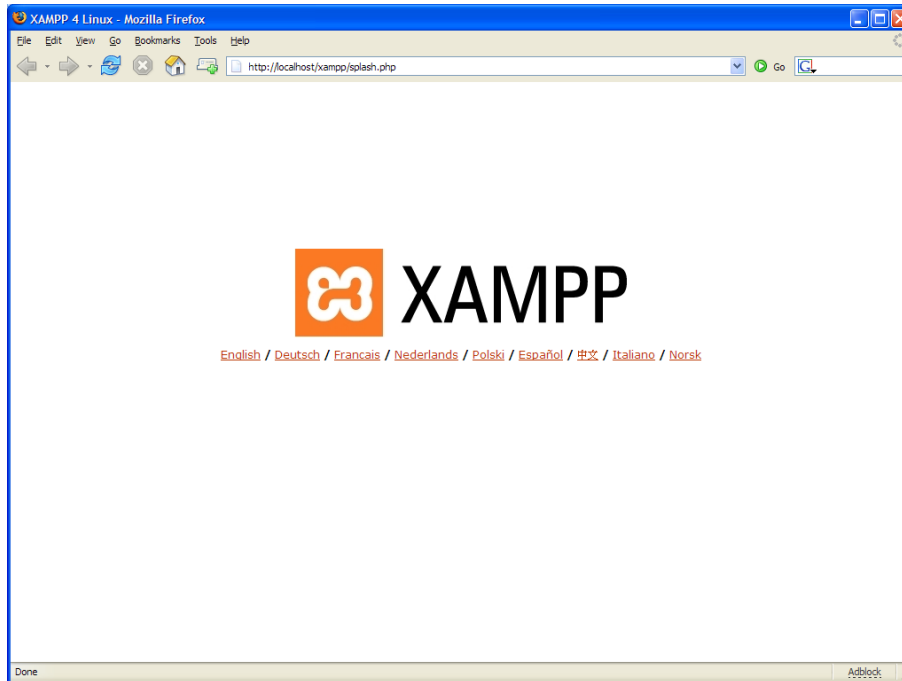 XAMPP 4 Linux - Mozilla Firefox
File Edit View Go Bookmarks Tools Help
http://localhost/xampp/splash.php Go G
XAMPP
English / Deutsch / Francais / Nederlands / Polski / Español / 中文 / Italiano / Norsk
Done Adblock